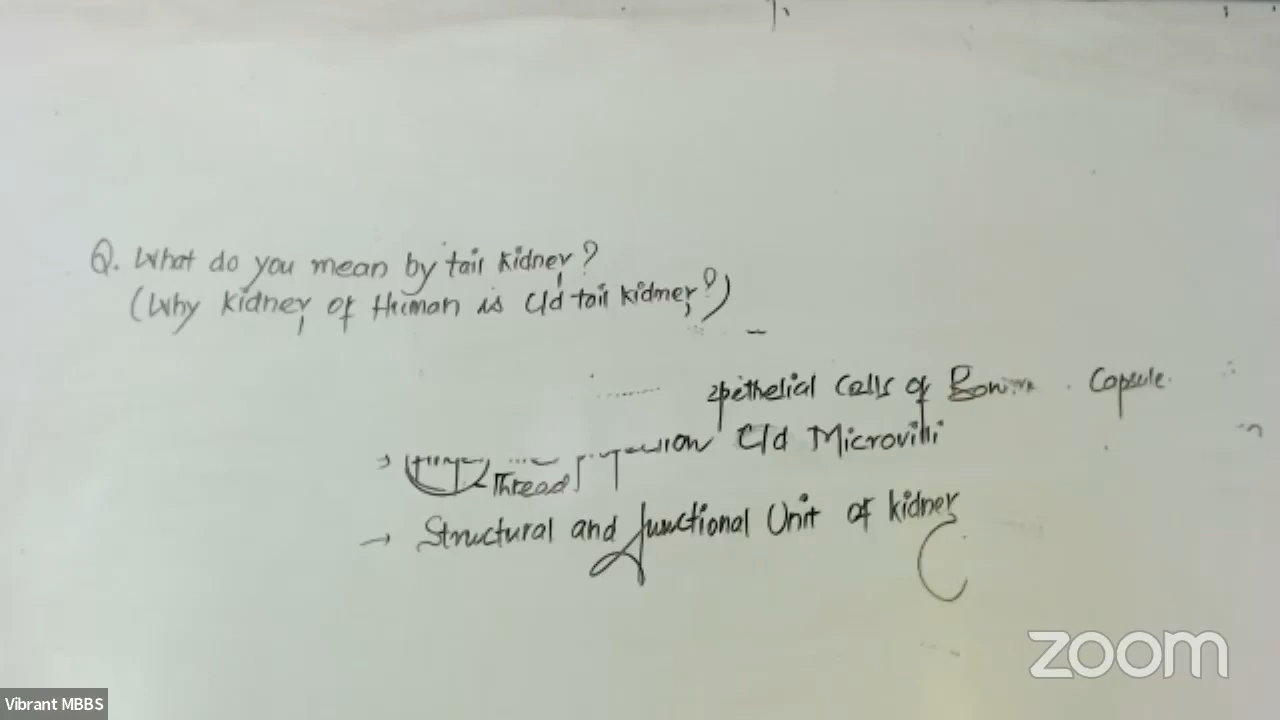 Q. What do you mean by tail kidney?
(Why kidney of Human is C/d tail kidney?)
epithelial Cells of Capsule.
C/d Microvilli
Thread
→ Structural and functional Unit of kidney
zoom
Vibrant MBBS